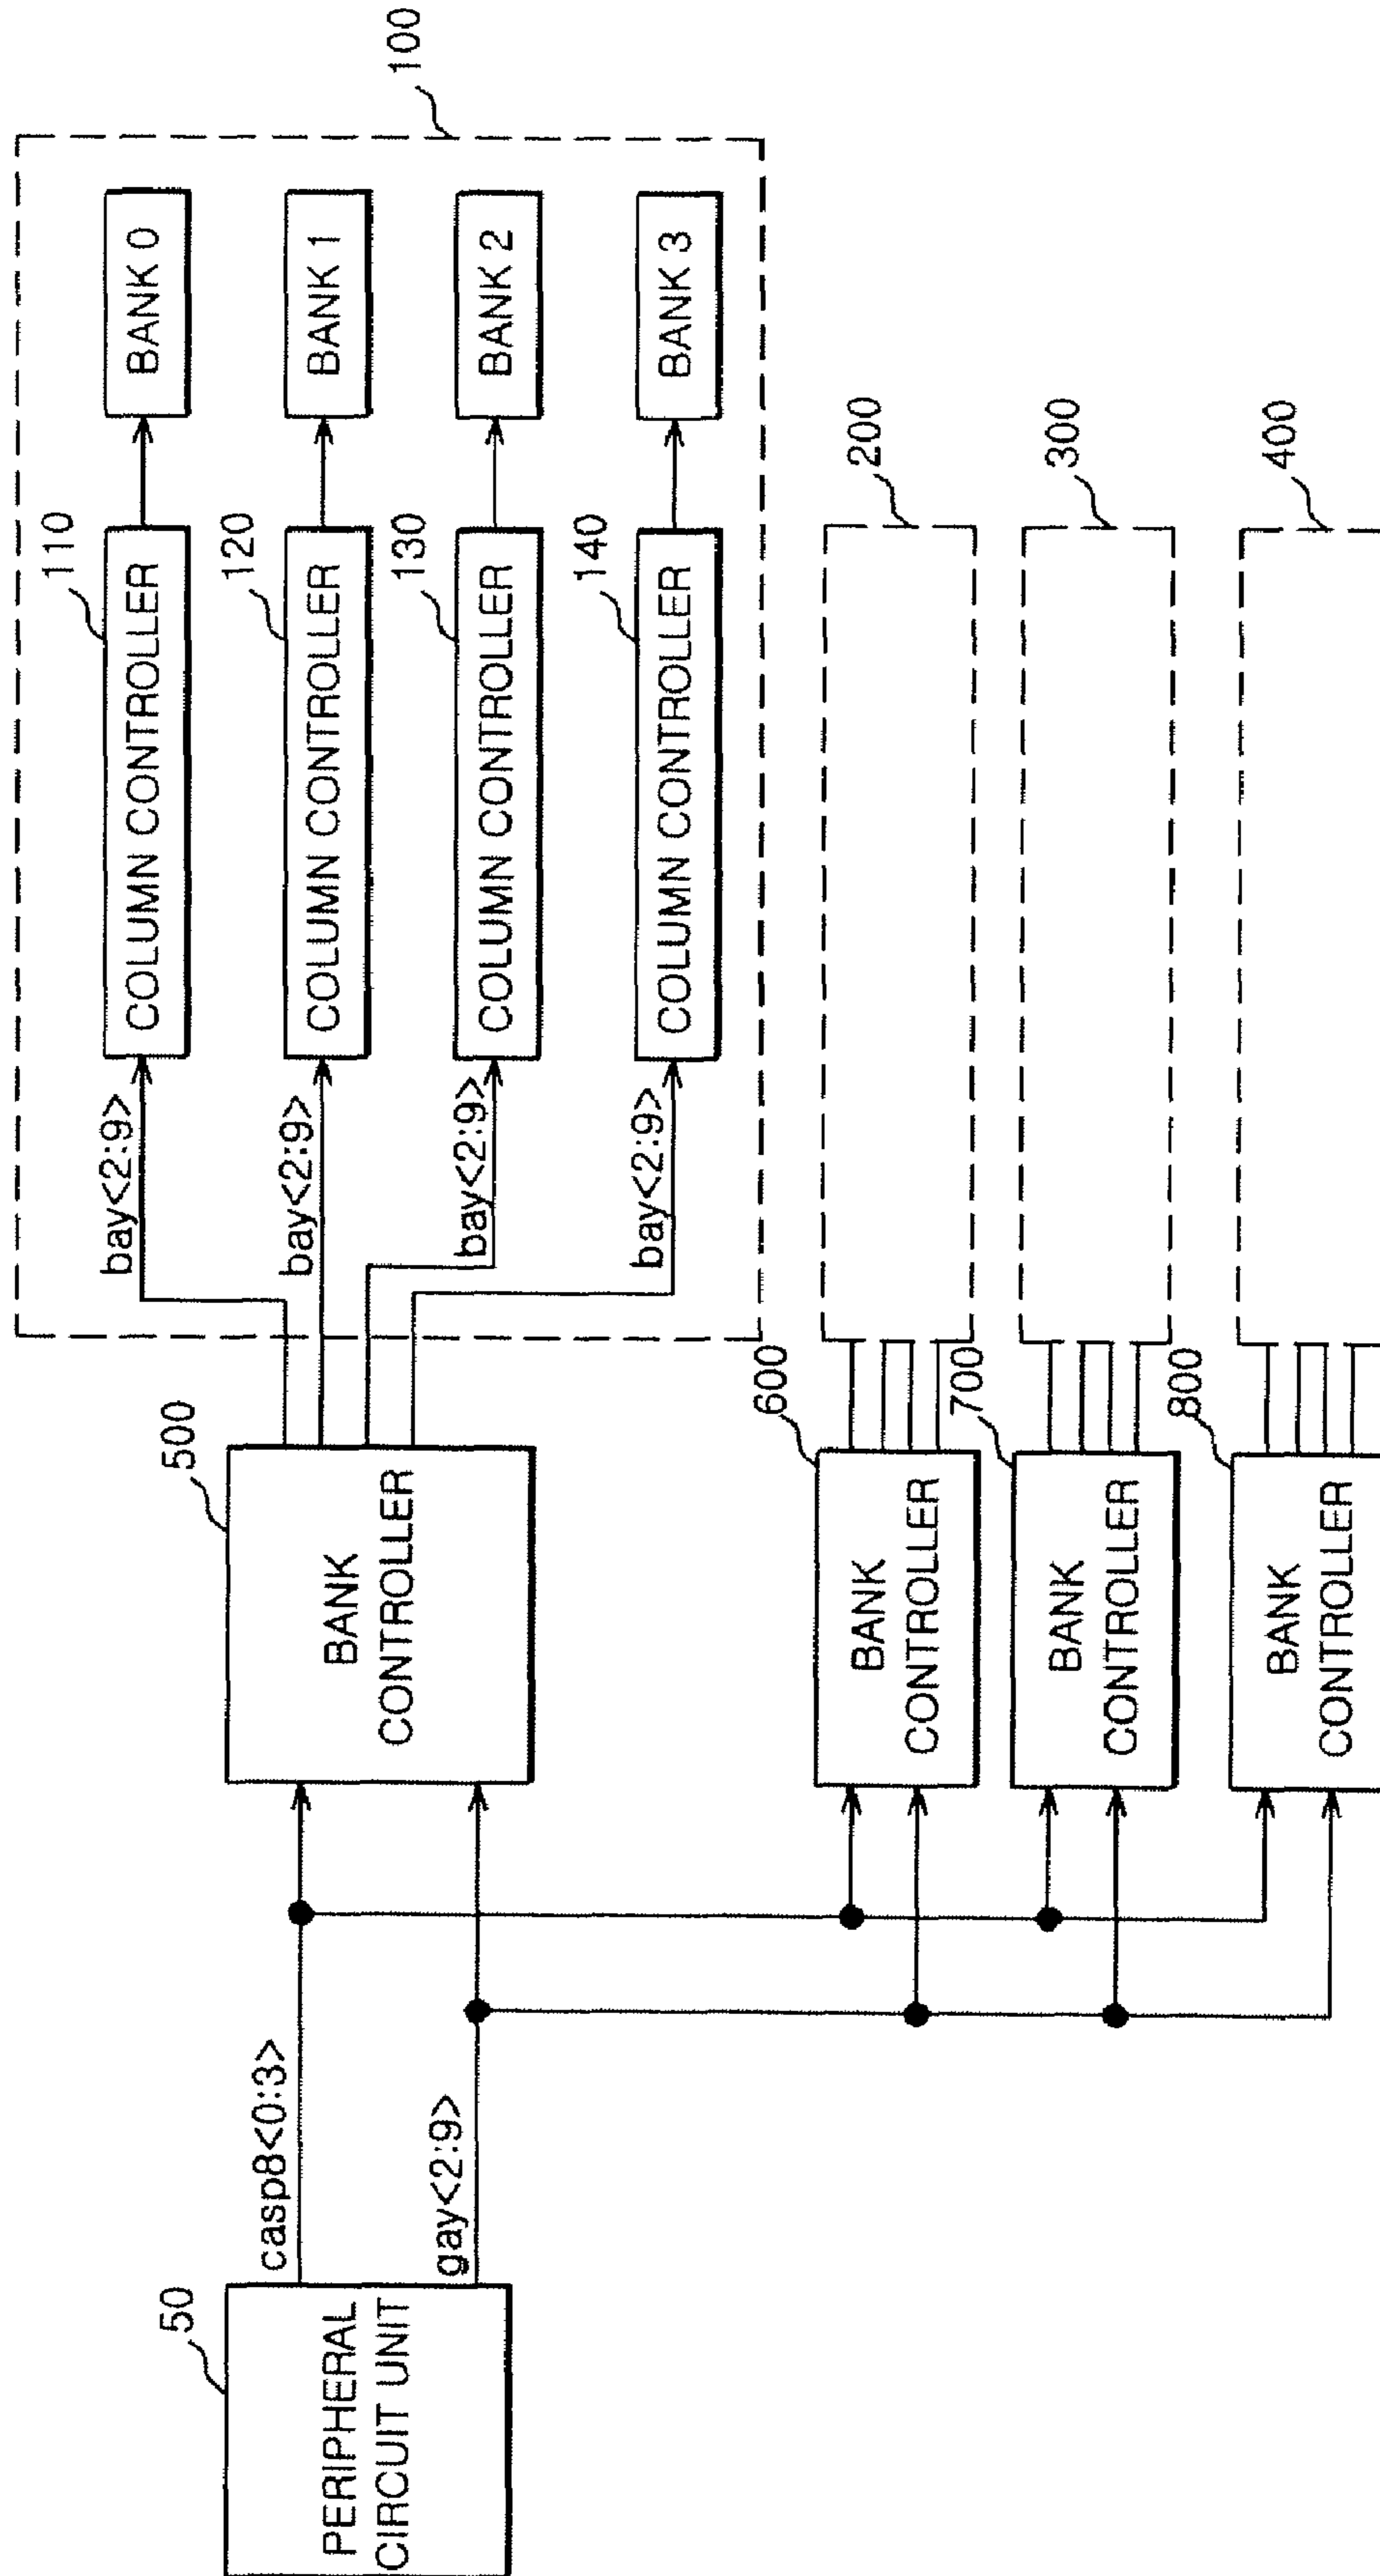 50
PERIPHERAL
CIRCUIT UNIT
casp8<0:3>
gay<2:9>
500
BANK
CONTROLLER
bay<2:9>
bay<2:9>
bay<2:9>
bay<2:9>
110
COLUMN CONTROLLER
120
COLUMN CONTROLLER
130
COLUMN CONTROLLER
140
COLUMN CONTROLLER
BANK 0
BANK 1
BANK 2
BANK 3
100
600
BANK
CONTROLLER
200
700
BANK
CONTROLLER
300
800
BANK
CONTROLLER
400